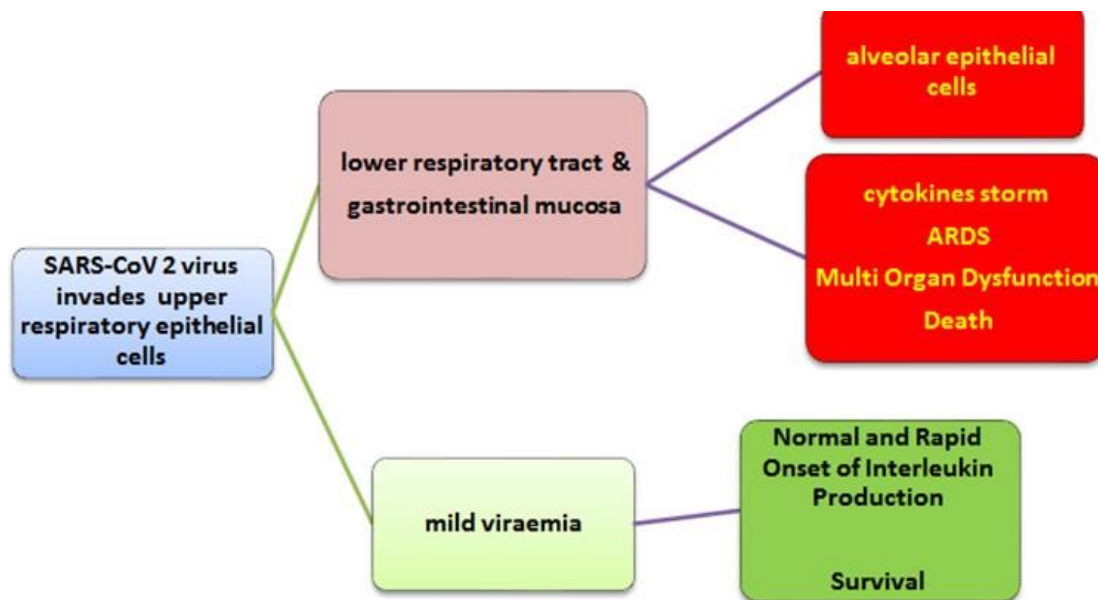 SARS-CoV 2 virus
invades upper
respiratory epithelial
cells
lower respiratory tract &
gastrointestinal mucosa
alveolar epithelial
cells
cytokines storm
ARDS
Multi Organ Dysfunction
Death
mild viraemia
Normal and Rapid
Onset of Interleukin
Production
Survival